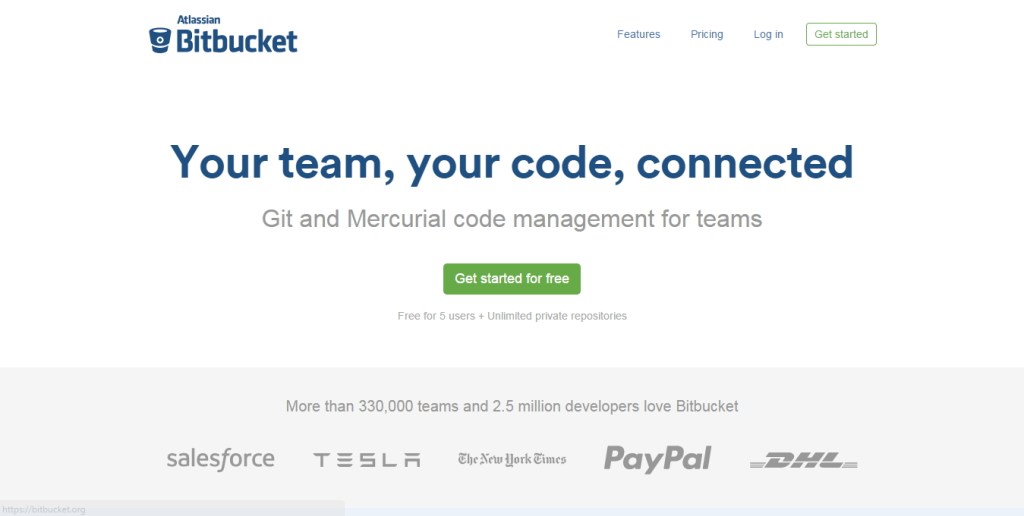 Atlassian
Bitbucket
Features Pricing Log in Get started
Your team, your code, connected
Git and Mercurial code management for teams
Get started for free
Free for 5 users + Unlimited private repositories
More than 330,000 teams and 2.5 million developers love Bitbucket
salesforce TESLA The New York Times PayPal DHL
https://bitbucket.org